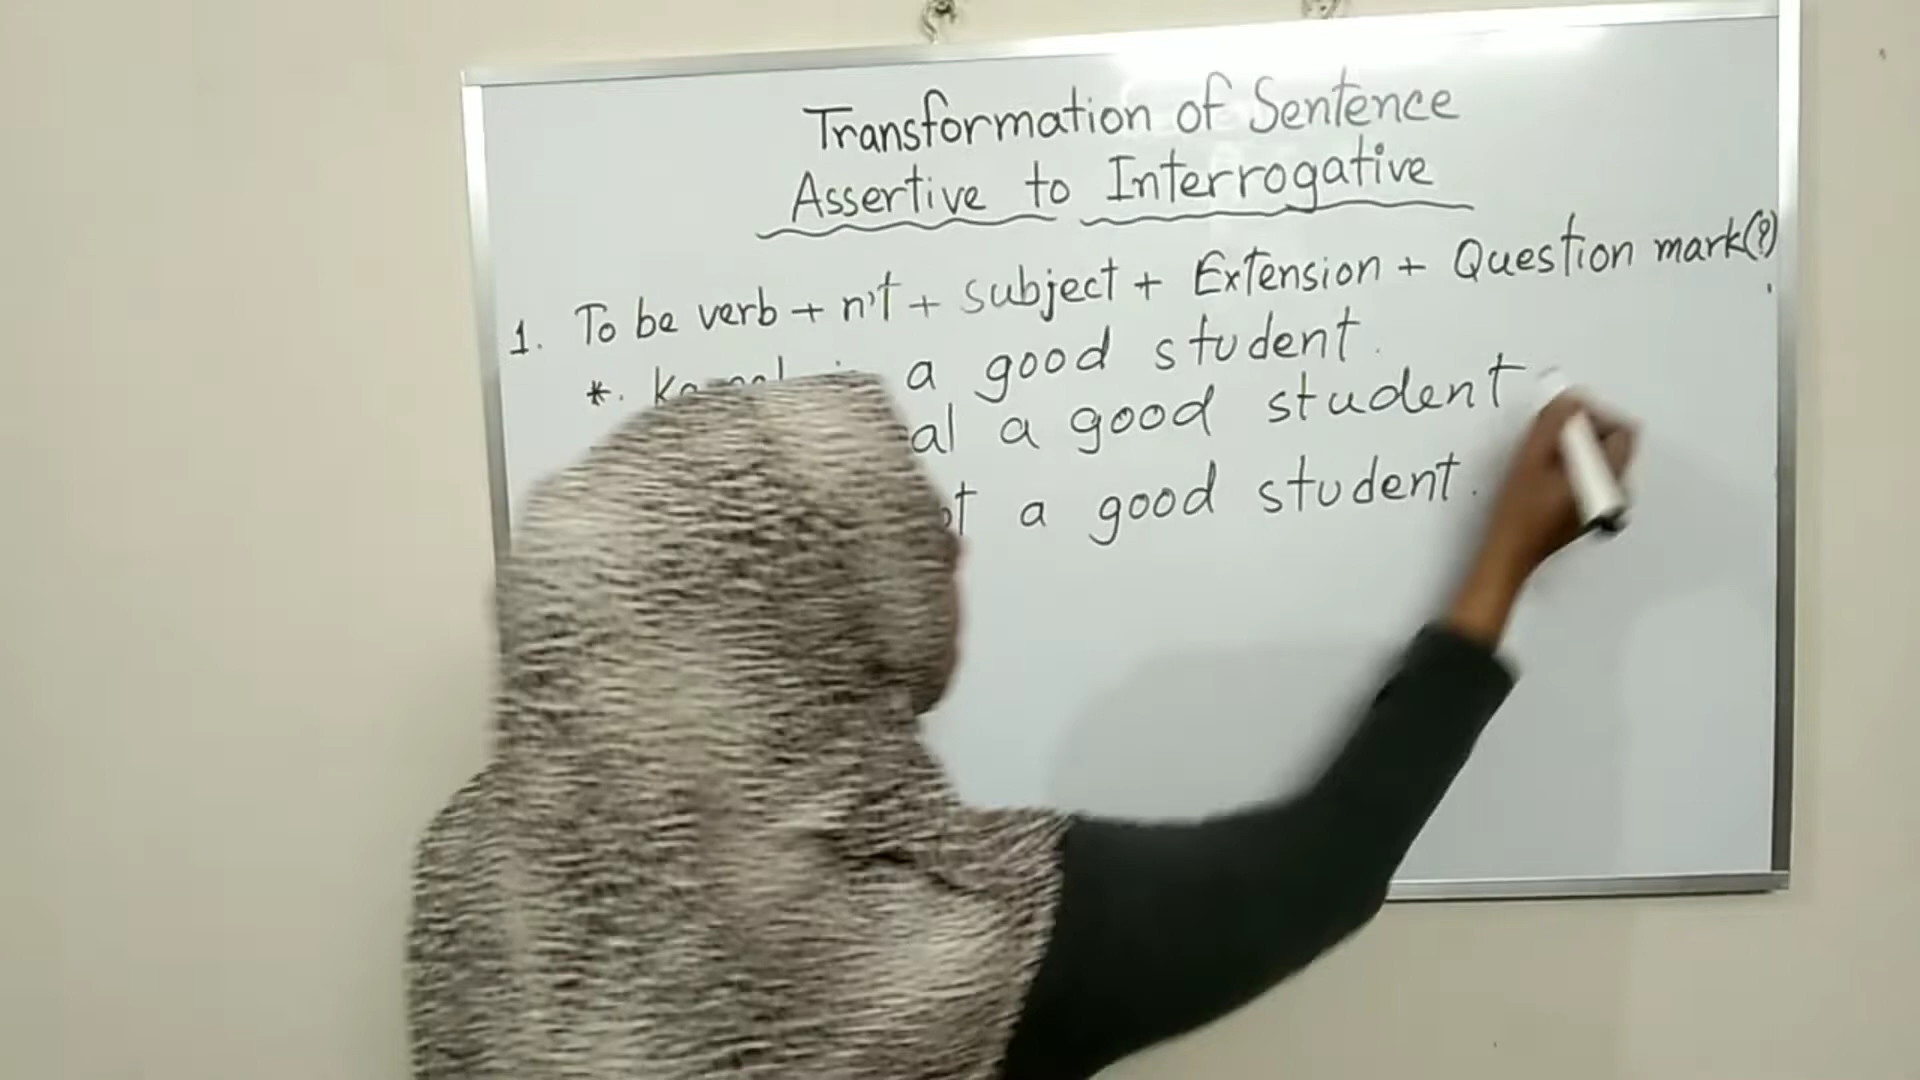 Transformation of Sentence
Assertive to Interrogative
1. To be verb + n't + subject + Extension + Question mark(?)
*. a good student.
a good student
a good student.